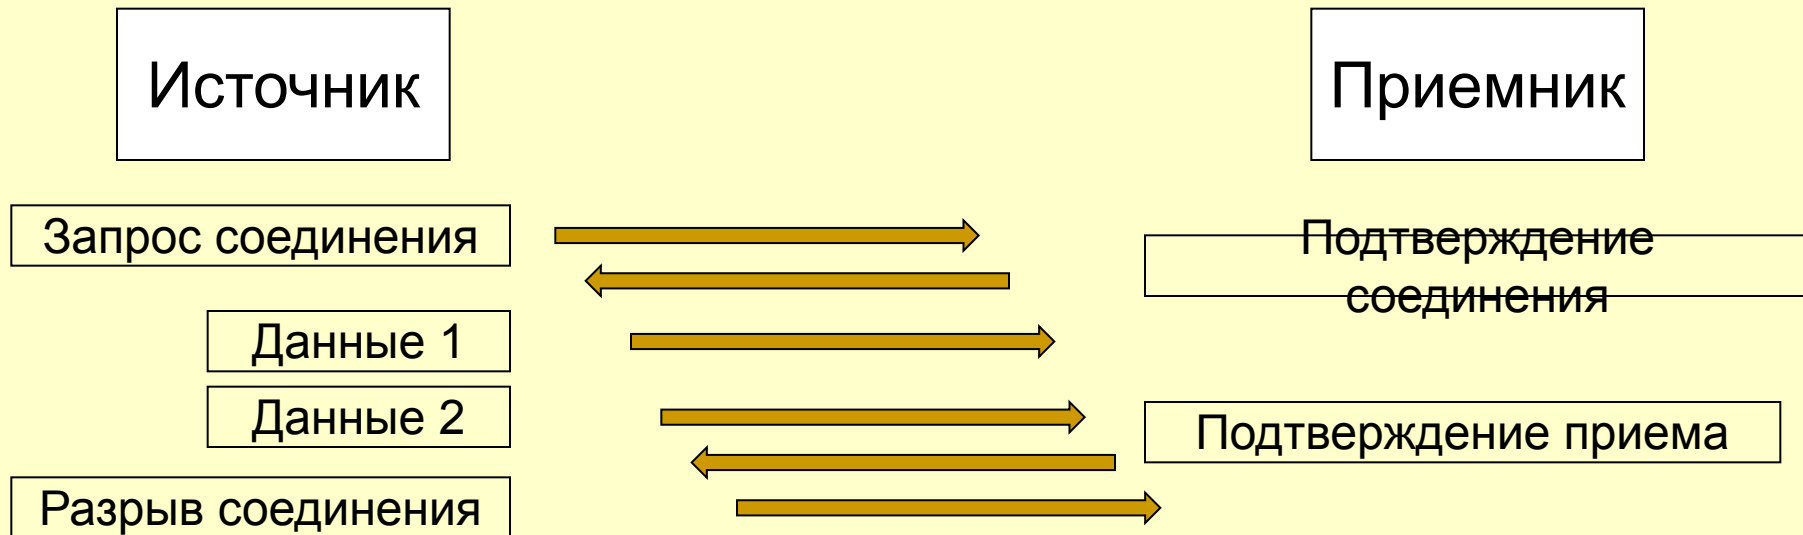 Источник
Приемник
Запрос соединения
Подтверждение
соединения
Данные 1
Данные 2
Подтверждение приема
Разрыв соединения